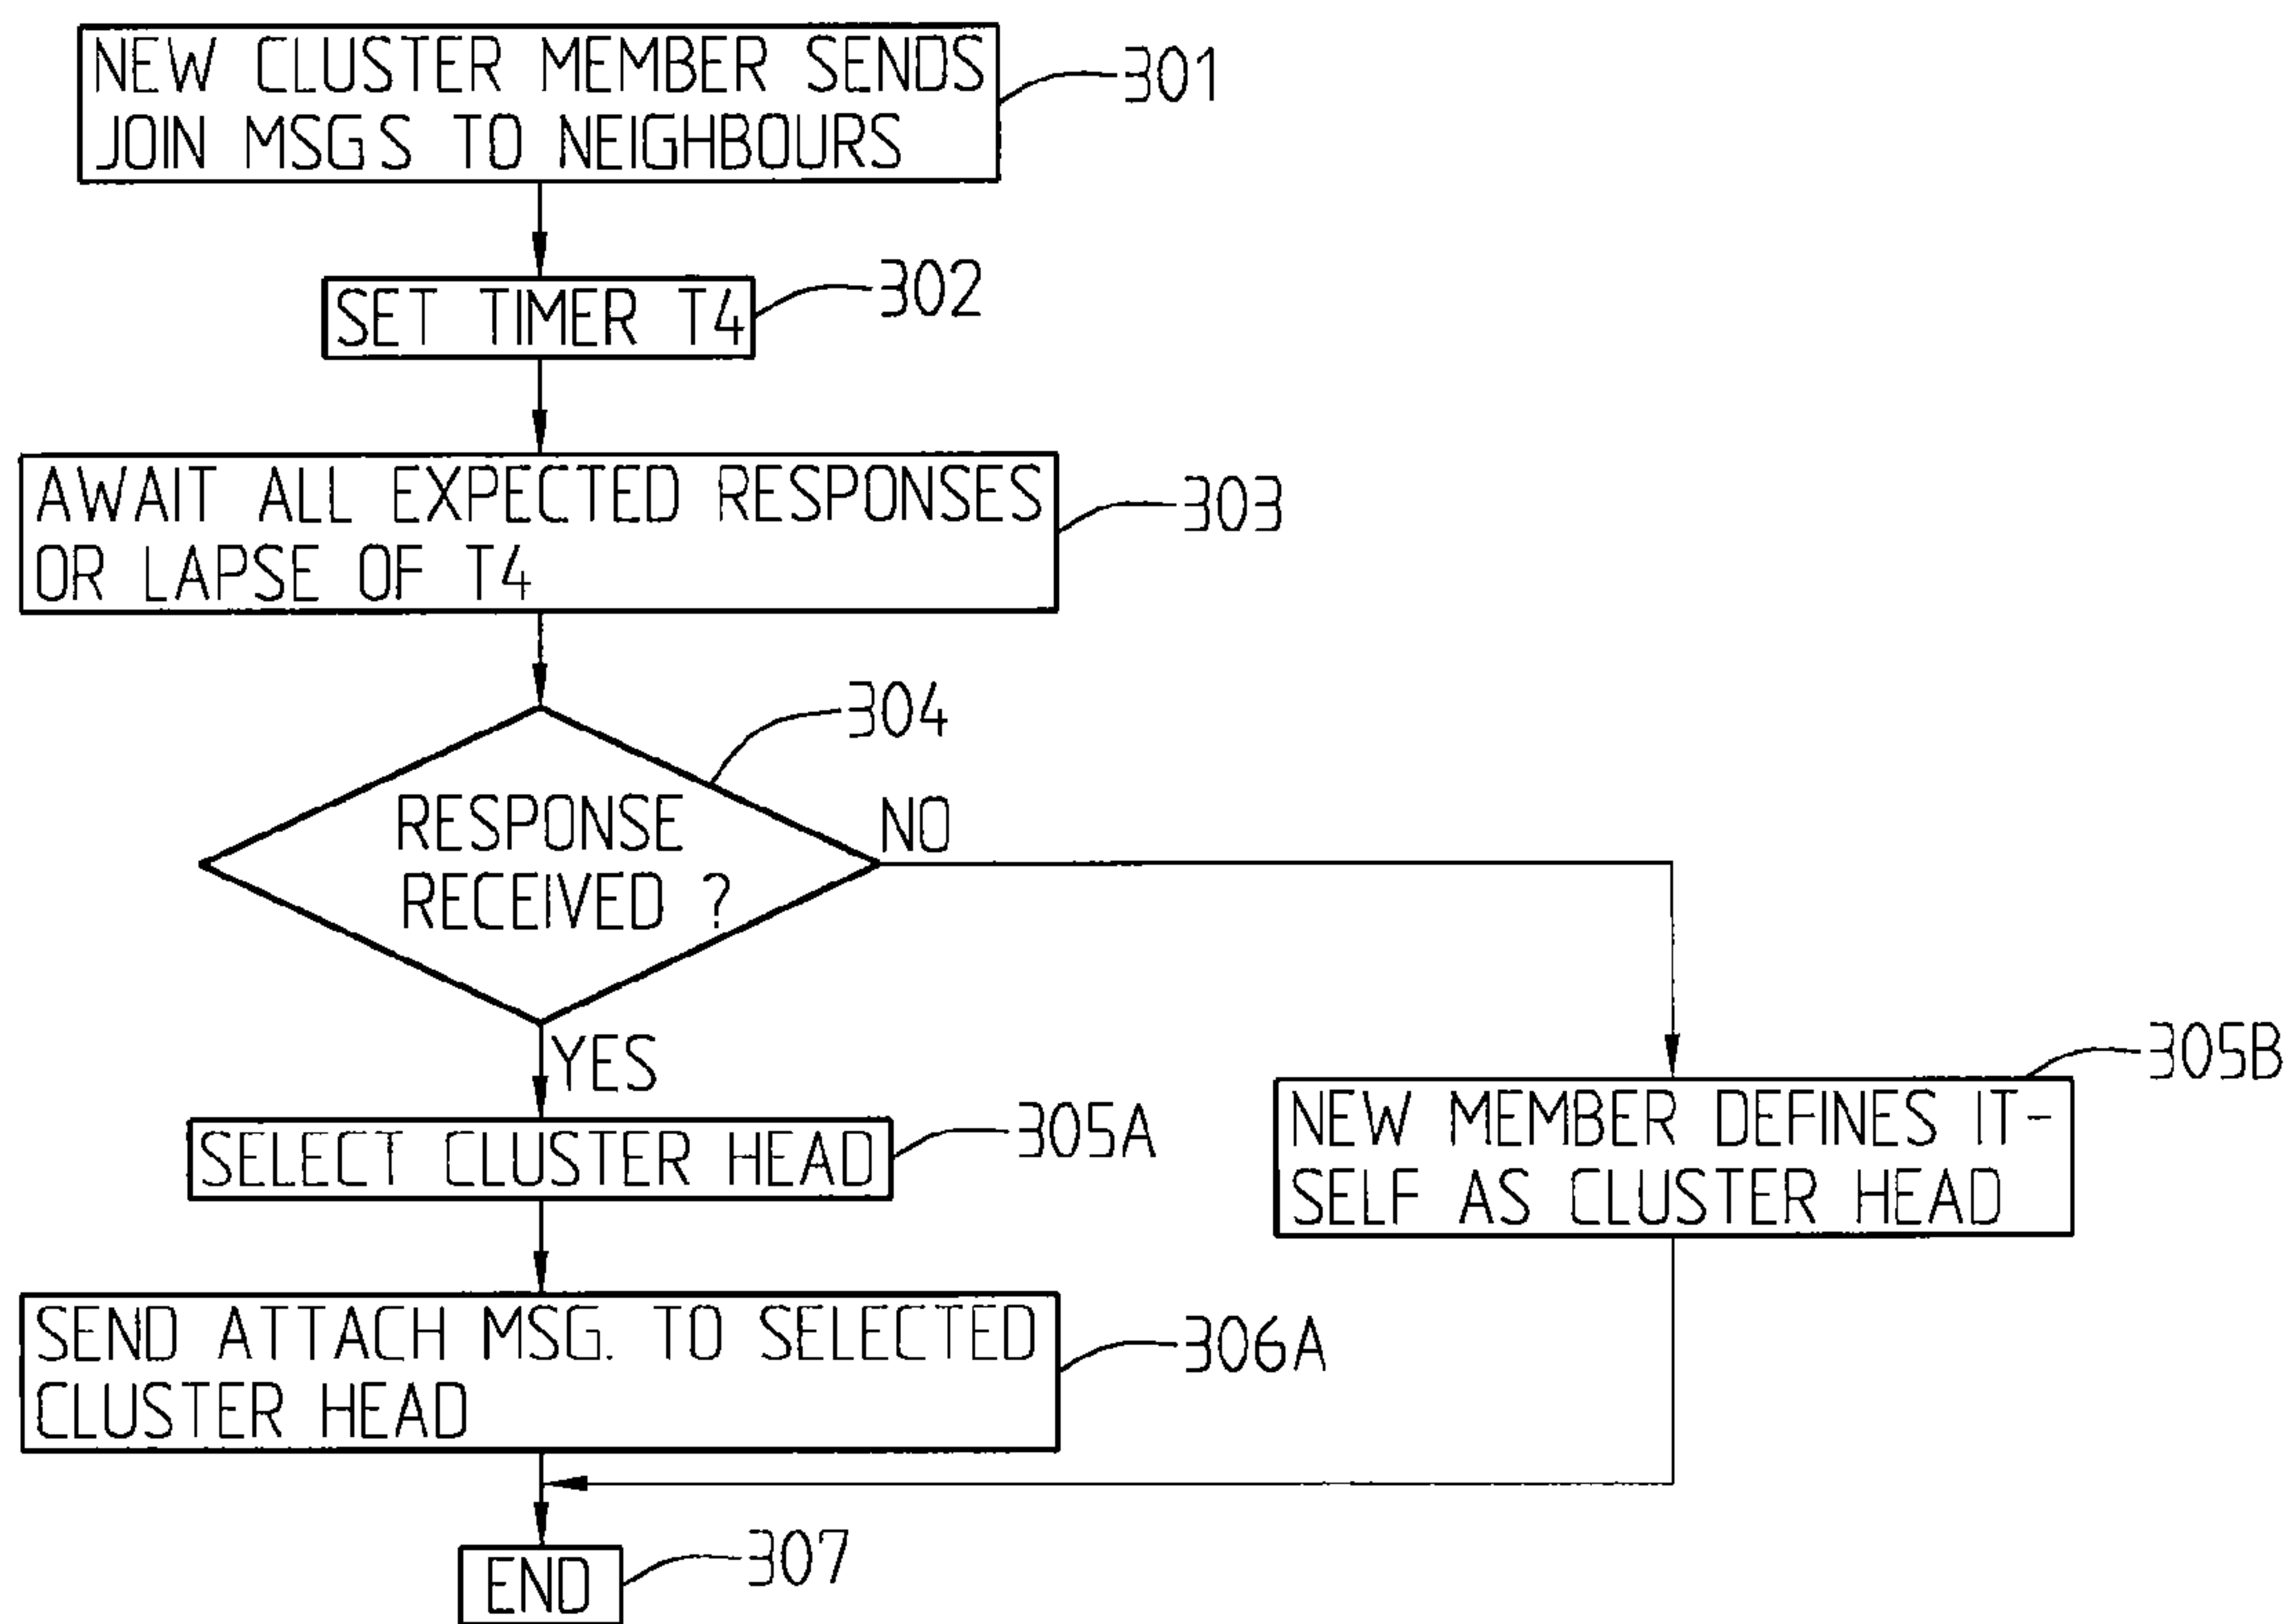 NEW CLUSTER MEMBER SENDS
JOIN MSGS TO NEIGHBOURS
301
SET TIMER T4
302
AWAIT ALL EXPECTED RESPONSES
OR LAPSE OF T4
303
304
RESPONSE
RECEIVED ?
NO
YES
SELECT CLUSTER HEAD
305A
NEW MEMBER DEFINES IT-
SELF AS CLUSTER HEAD
305B
SEND ATTACH MSG. TO SELECTED
CLUSTER HEAD
306A
END
307